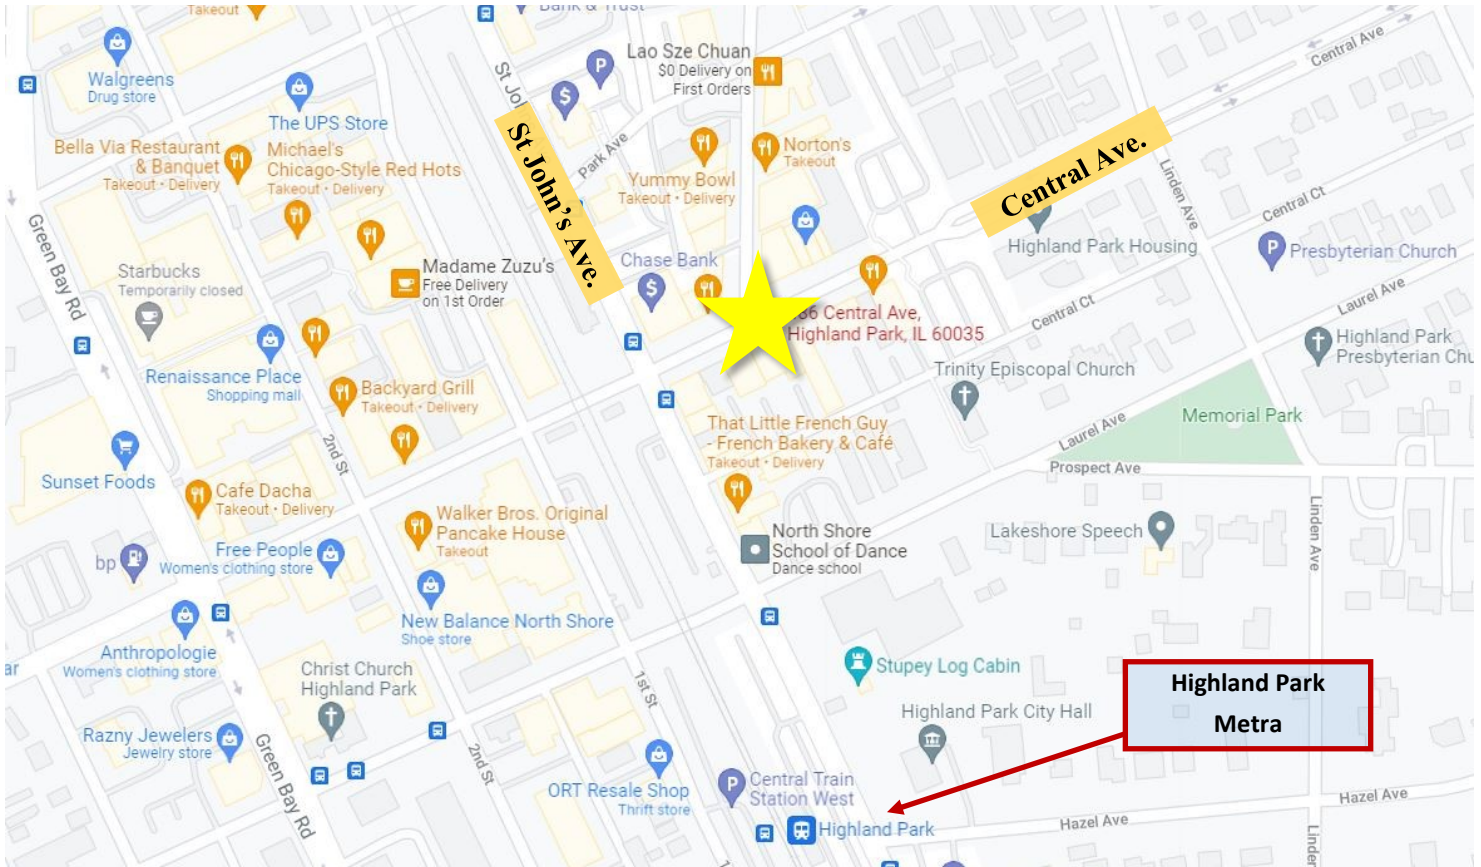 Takeout
Bank & Trust
Walgreens
Drug store
The UPS Store
Bella Via Restaurant
& Banquet
Takeout • Delivery
Michael's
Chicago-Style Red Hots
Takeout • Delivery
St Jo
St John's Ave.
Park Ave
Lao Sze Chuan
$0 Delivery on
First Orders
P
$
Yummy Bowl
Takeout • Delivery
Norton's
Takeout
Central Ave
Central Ave.
Linden Ave
Central Ct
Highland Park Housing
P
Presbyterian Church
Green Bay Rd
Starbucks
Temporarily closed
Madame Zuzu's
Free Delivery
on 1st Order
Chase Bank
$
86 Central Ave,
Highland Park, IL 60035
Central Ct
Laurel Ave
Highland Park
Presbyterian Chu
Renaissance Place
Shopping mall
Backyard Grill
Takeout • Delivery
Trinity Episcopal Church
Memorial Park
That Little French Guy
- French Bakery & Café
Takeout • Delivery
Laurel Ave
Prospect Ave
2nd St
Sunset Foods
Cafe Dacha
Takeout • Delivery
Walker Bros. Original
Pancake House
Takeout
North Shore
School of Dance
Dance school
Lakeshore Speech
Linden Ave
bp
Free People
Women's clothing store
New Balance North Shore
Shoe store
Anthropologie
Women's clothing store
ar
Christ Church
Highland Park
1st St
Stupey Log Cabin
Highland Park
Metra
Highland Park City Hall
Razny Jewelers
Jewelry store
Green Bay Rd
2nd St
ORT Resale Shop
Thrift store
P
Central Train
Station West
Highland Park
Hazel Ave
Hazel Ave
Linden